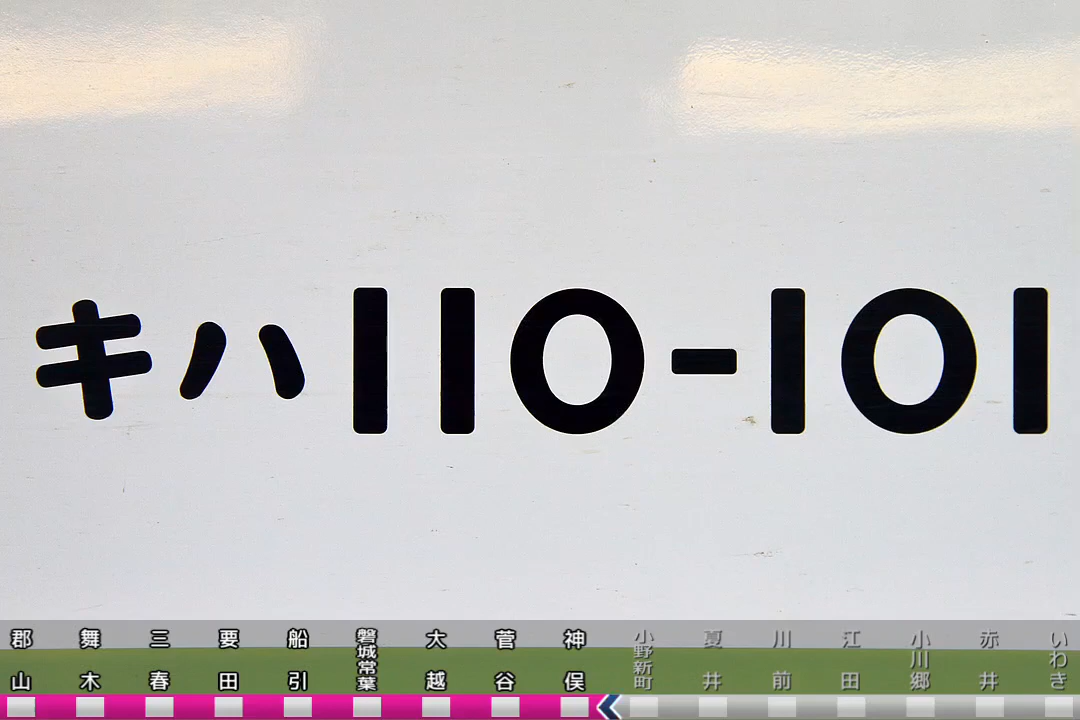 キハ110-101
郡山 舞木 三春 要田 船引 磐城常葉 大越 菅谷 神俣 小野新町 夏井 川前 江田 小川郷 赤井 いわき